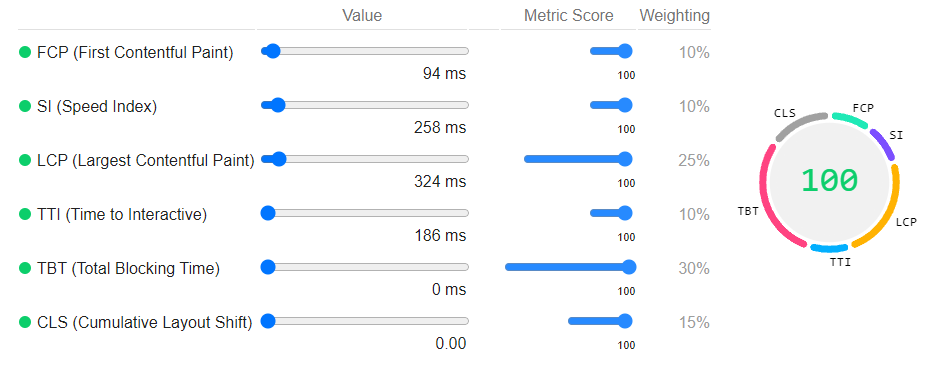 Value Metric Score Weighting
FCP (First Contentful Paint) 10%
94 ms 100
SI (Speed Index) 10%
258 ms 100
LCP (Largest Contentful Paint) 25%
324 ms 100
TTI (Time to Interactive) 10%
186 ms 100
TBT (Total Blocking Time) 30%
0 ms 100
CLS (Cumulative Layout Shift) 15%
0.00 100
CLS FCP
SI
100
TBT
LCP
TTI